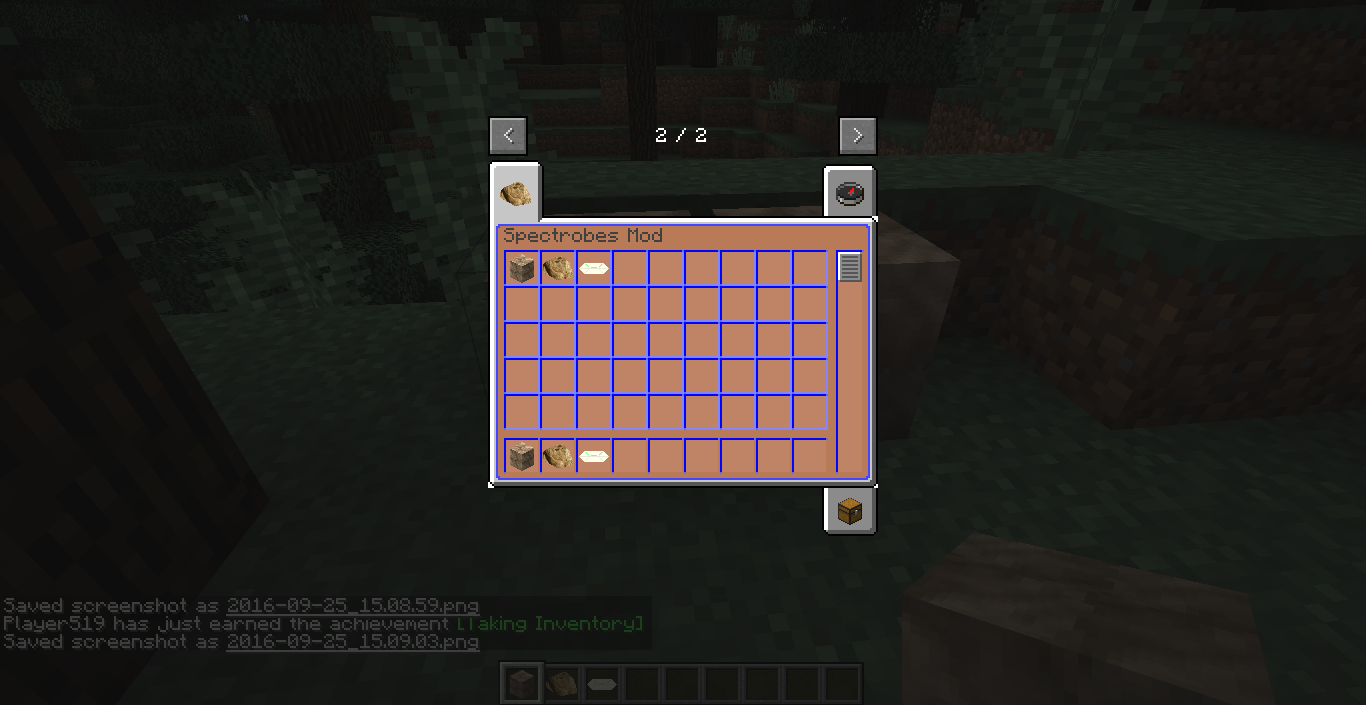 < 2 / 2 >
Spectrobes Mod
Saved screenshot as 2016-09-25_15.08.59.png
Player519 has just earned the achievement [Taking Inventory]
Saved screenshot as 2016-09-25_15.09.03.png